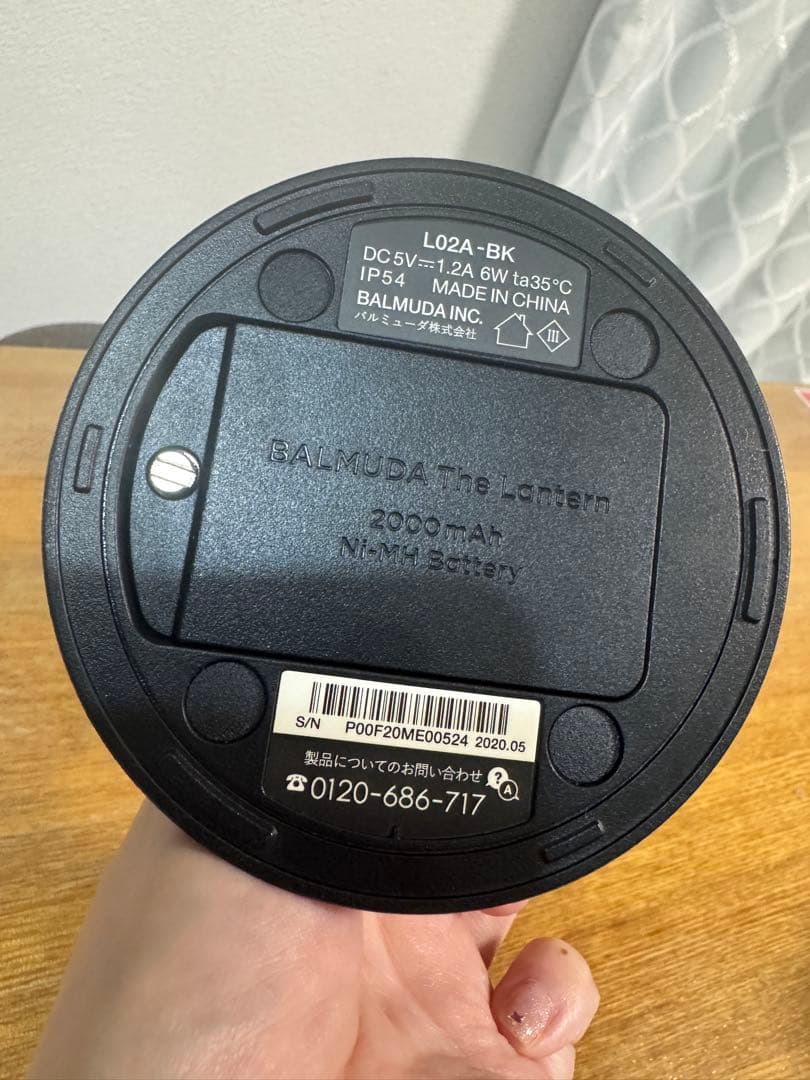 L02A-BK
DC5V⎓1.2A 6W ta35°C
IP54 MADE IN CHINA
BALMUDA INC.
バルミューダ株式会社
III
BALMUDA The Lantern
2000mAh
Ni-MH Battery
S/N P00F20ME00524 2020.05
製品についてのお問い合わせ ? A
☎0120-686-717